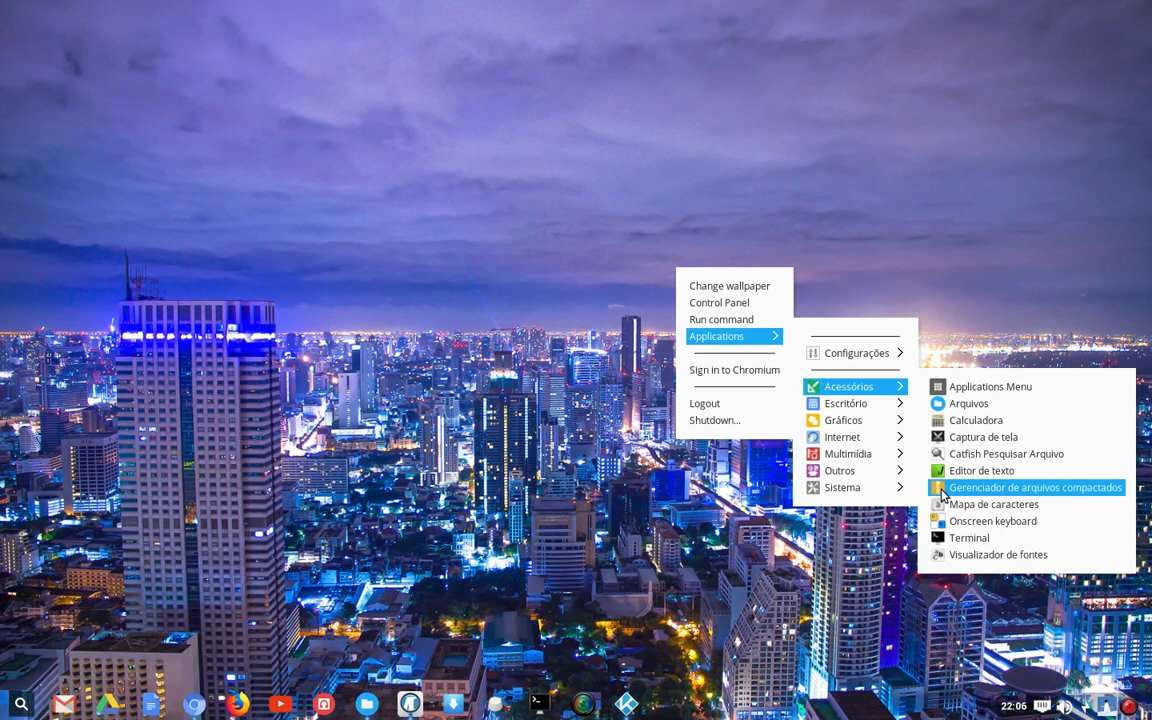 Change wallpaper
Control Panel
Run command
Applications
Sign in to Chromium
Logout
Shutdown...
Configurações
Acessórios
Escritório
Gráficos
Internet
Multimídia
Outros
Sistema
Applications Menu
Arquivos
Calculadora
Captura de tela
Catfish Pesquisar Arquivo
Editor de texto
Gerenciador de arquivos compactados
Mapa de caracteres
Onscreen keyboard
Terminal
Visualizador de fontes
22:06